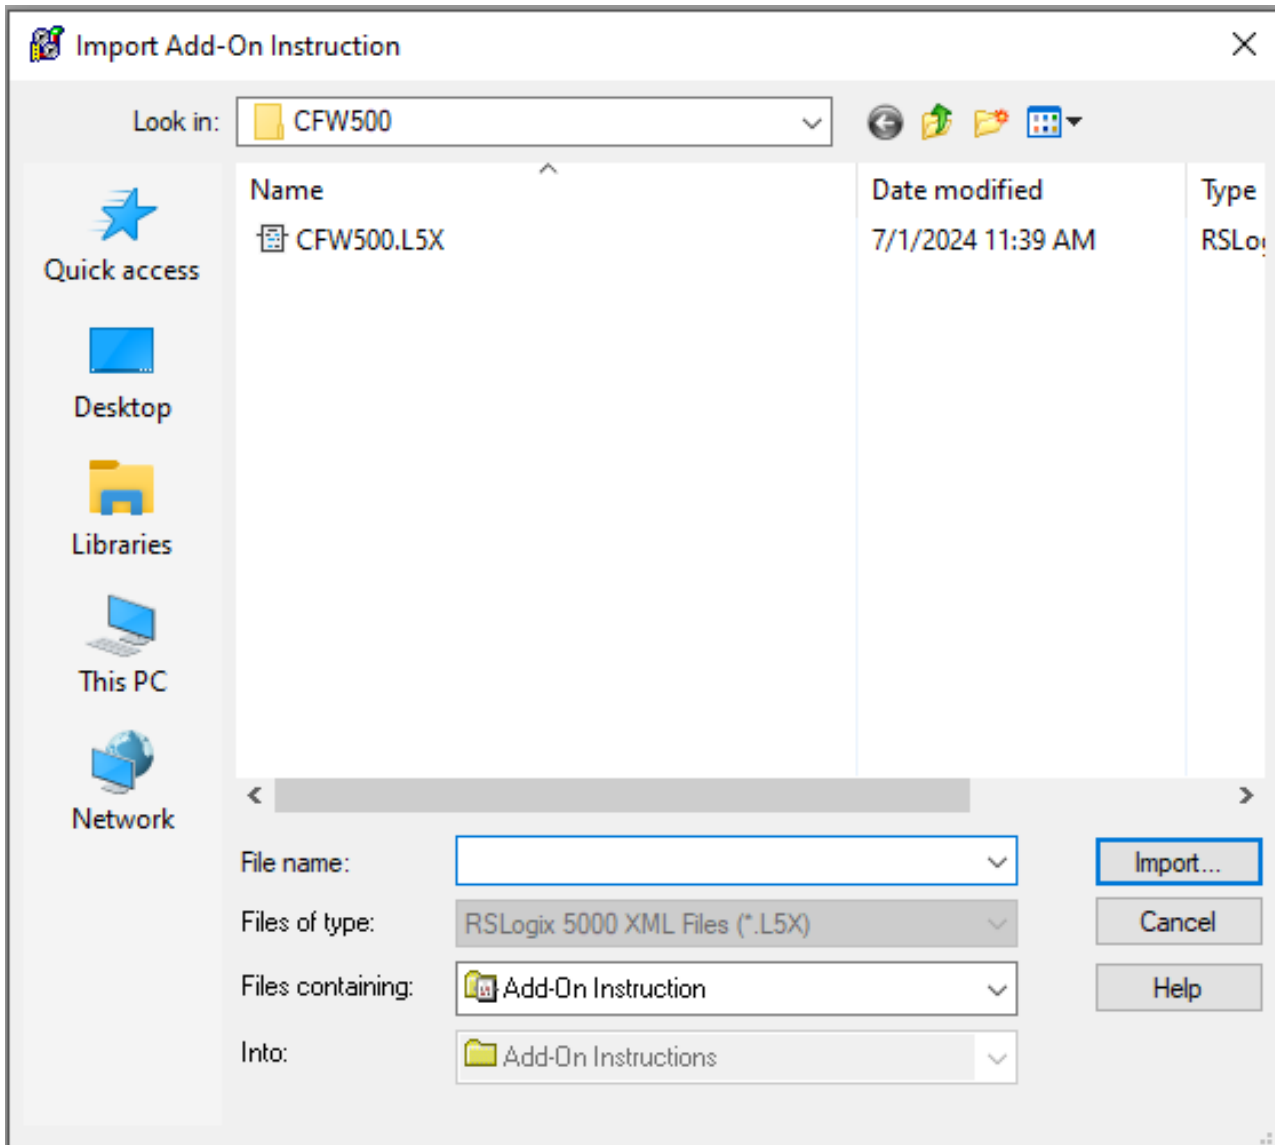 Import Add-On Instruction
Look in: CFW500
Name Date modified Type
CFW500.L5X 7/1/2024 11:39 AM RSLo
Quick access
Desktop
Libraries
This PC
Network
File name: Import...
Files of type: RSLogix 5000 XML Files (*.L5X) Cancel
Files containing: Add-On Instruction Help
Into: Add-On Instructions